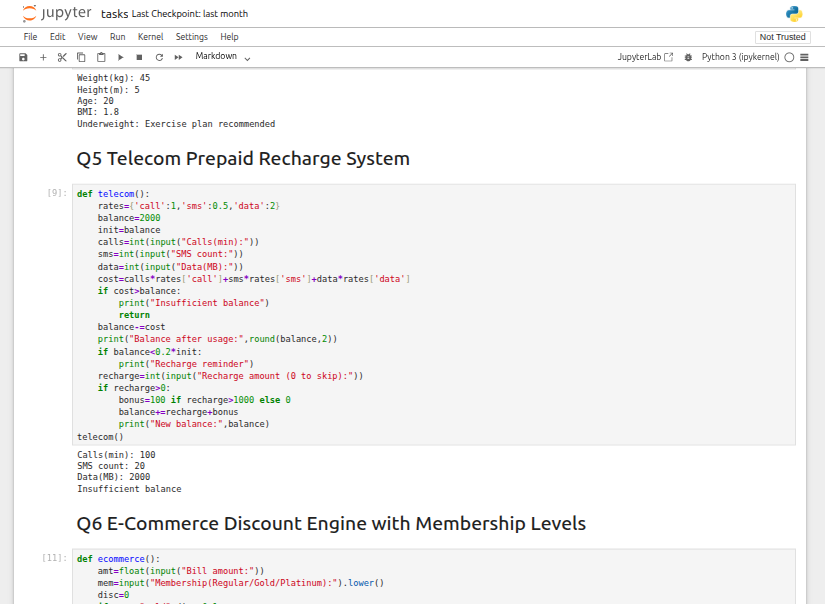 jupyter tasks Last Checkpoint: last month
File Edit View Run Kernel Settings Help Not Trusted
Markdown JupyterLab Python 3 (ipykernel)
Weight(kg): 45
Height(m): 5
Age: 20
BMI: 1.8
Underweight: Exercise plan recommended
Q5 Telecom Prepaid Recharge System
[9]: def telecom():
    rates={'call':1,'sms':0.5,'data':2}
    balance=2000
    init=balance
    calls=int(input("Calls(min):"))
    sms=int(input("SMS count:"))
    data=int(input("Data(MB):"))
    cost=calls*rates['call']+sms*rates['sms']+data*rates['data']
    if cost>balance:
        print("Insufficient balance")
        return
    balance-=cost
    print("Balance after usage:",round(balance,2))
    if balance<0.2*init:
        print("Recharge reminder")
    recharge=int(input("Recharge amount (0 to skip):"))
    if recharge>0:
        bonus=100 if recharge>1000 else 0
        balance+=recharge+bonus
        print("New balance:",balance)
telecom()
Calls(min): 100
SMS count: 20
Data(MB): 2000
Insufficient balance
Q6 E-Commerce Discount Engine with Membership Levels
[11]: def ecommerce():
    amt=float(input("Bill amount:"))
    mem=input("Membership(Regular/Gold/Platinum):").lower()
    disc=0